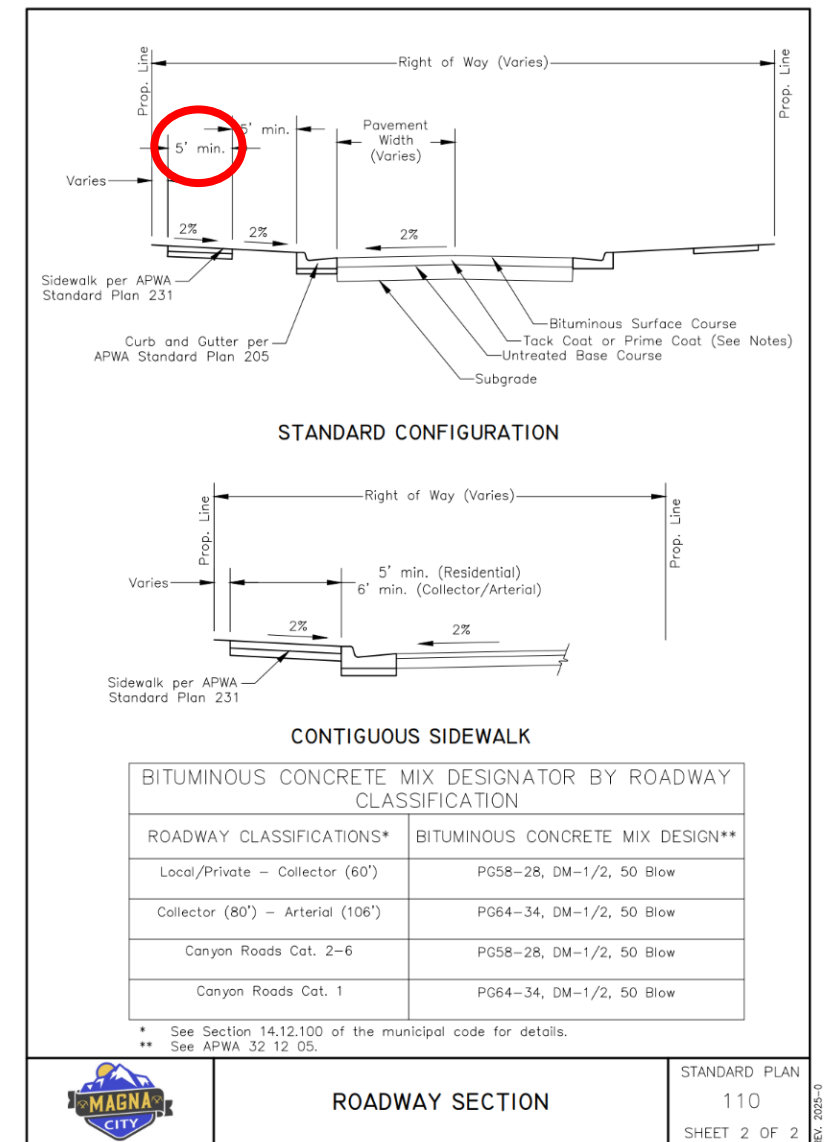 Right of Way (Varies)
Prop. Line
Prop. Line
5' min.
Pavement
Width
(Varies)
5' min.
Varies
2%
2%
2%
Sidewalk per APWA
Standard Plan 231
Curb and Gutter per
APWA Standard Plan 205
Bituminous Surface Course
Tack Coat or Prime Coat (See Notes)
Untreated Base Course
Subgrade
STANDARD CONFIGURATION
Right of Way (Varies)
Prop. Line
Prop. Line
Varies
5' min. (Residential)
6' min. (Collector/Arterial)
2%
2%
Sidewalk per APWA
Standard Plan 231
CONTIGUOUS SIDEWALK
BITUMINOUS CONCRETE MIX DESIGNATOR BY ROADWAY
CLASSIFICATION
ROADWAY CLASSIFICATIONS* BITUMINOUS CONCRETE MIX DESIGN**
Local/Private - Collector (60') PG58-28, DM-1/2, 50 Blow
Collector (80') - Arterial (106') PG64-34, DM-1/2, 50 Blow
Canyon Roads Cat. 2-6 PG58-28, DM-1/2, 50 Blow
Canyon Roads Cat. 1 PG64-34, DM-1/2, 50 Blow
* See Section 14.12.100 of the municipal code for details.
** See APWA 32 12 05.
MAGNA
CITY
ROADWAY SECTION
STANDARD PLAN
110
SHEET 2 OF 2
REV. 2025-0